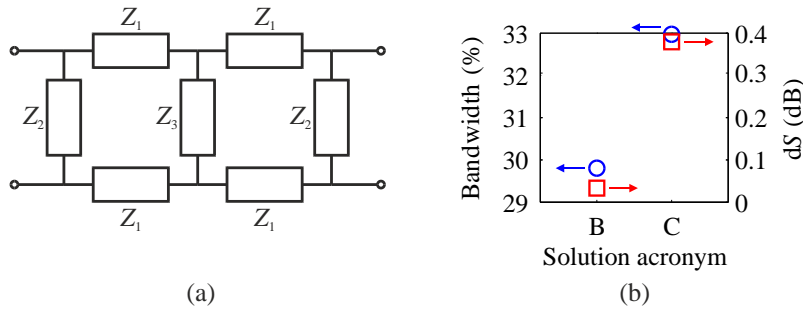 Z1 Z1
Z2 Z3 Z2
Z1 Z1
(a)
Bandwidth (%)
33
32
31
30
29
0.4
0.3
0.2
0.1
0
dS (dB)
B C
Solution acronym
(b)